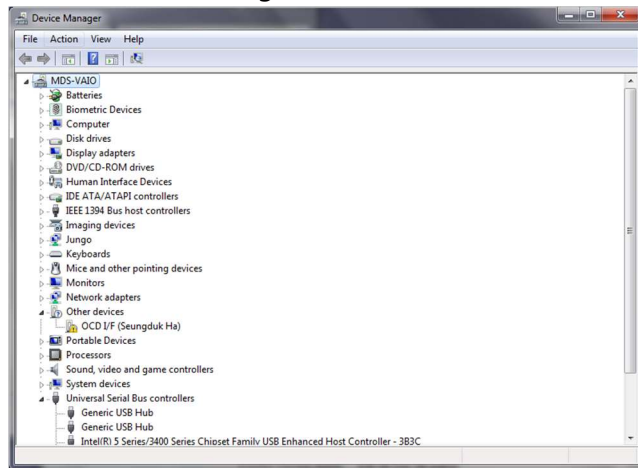 Device Manager
File Action View Help
MDS-VAIO
Batteries
Biometric Devices
Computer
Disk drives
Display adapters
DVD/CD-ROM drives
Human Interface Devices
IDE ATA/ATAPI controllers
IEEE 1394 Bus host controllers
Imaging devices
Jungo
Keyboards
Mice and other pointing devices
Monitors
Network adapters
Other devices
OCD I/F (Seungduk Ha)
Portable Devices
Processors
Sound, video and game controllers
System devices
Universal Serial Bus controllers
Generic USB Hub
Generic USB Hub
Intel(R) 5 Series/3400 Series Chipset Family USB Enhanced Host Controller - 3B3C